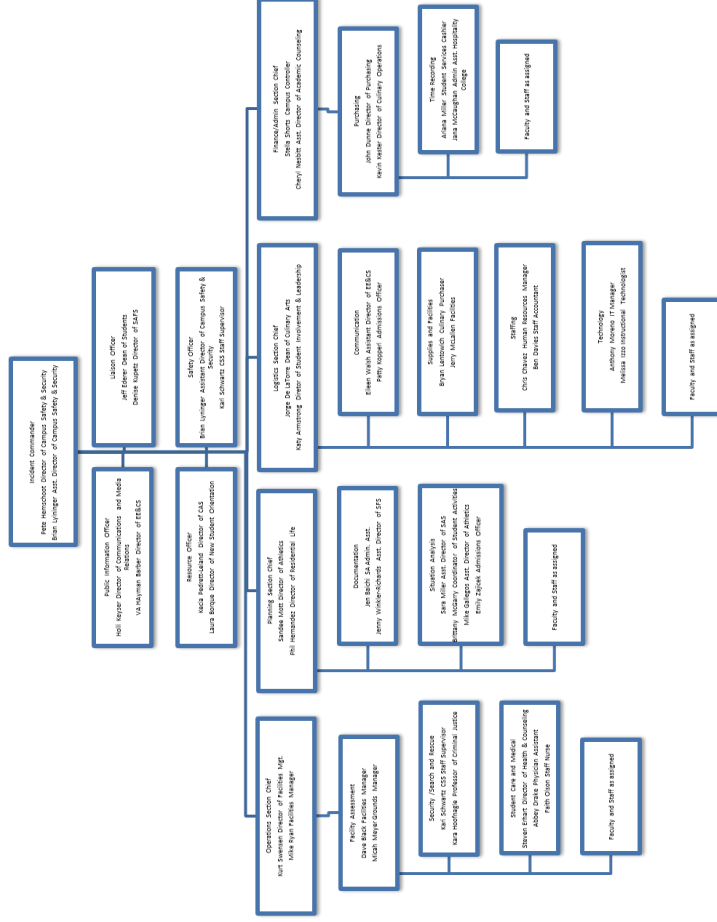 Incident Commander
Pete Hemschoot Director of Campus Safety & Security
Brian Lyininger Asst. Director of Campus Safety & Security
Public Information Officer
Holli Keyser Director of Communications and Media
Relations
VA HAyman Barber Director of EE&CS
Liaison Officer
Jeff Ederer Dean of Students
Denise Kupetz Director of SAFS
Resource Officer
Kecia Pedrett-Leland Director of CAS
Laura Borque Director of New Student Orientation
Safety Officer
Brian Lyninger Assistant Director of Campus Safety &
Security
Karl Schwartz CSS Staff Supervisor
Operations Section Chief
Kurt Swensen Director of Facilities Mgt.
Mike Ryan Facilities Manager
Facility Assessment
Dave Black Facilities Manager
Micah Meyer Grounds Manager
Security /Search and Rescue
Karl Schwartz CSS Staff Supervisor
Kara Hoofnagle Professor of Criminal Justice
Student Care and Medical
Steven Erhart Director of Health & Counseling
Abbey Drake Physician Assistant
Faith Olson Staff Nurse
Faculty and Staff as assigned
Planning Section Chief
Sandee Mott Director of Athletics
Phil Hernandez Director of Residential Life
Documentation
Jen Beichi SA Admin. Asst.
Jenny Winkler-Richards Asst. Director of SFS
Situation Analysis
Sara Miller Asst. Director of SAS
Brittany McGarry Coordinator of Student Activities
Mike Gallegos Asst. Director of Athletics
Emily Zajicek Admissions Officer
Faculty and Staff as assigned
Logistics Section Chief
Jorge De LaTorre Dean of Culinary Arts
Katy Armstrong Director of Student Involvement & Leadership
Communication
Eileen Walsh Assistant Director of EE&CS
Patty Koppari Admissions Officer
Supplies and Facilities
Bryan Lentowich Culinary Purchaser
Jerry McLallen Facilities
Staffing
Chris Chavez Human Resources Manager
Ben Davies Staff Accountant
Technology
Anthony Moreno IT Manager
Melissa Izzo Instructional Technologist
Faculty and Staff as assigned
Finance/Admin Section Chief
Stella Shorts Campus Controller
Cheryl Nesbitt Asst. Director of Academic Counseling
Purchasing
John Dunne Director of Purchasing
Kevin Kester Director of Culinary Operations
Time Recording
Ariana Miller Student Services Cashier
Jana McCaughan Admin Asst. Hospitality
College
Faculty and Staff as assigned